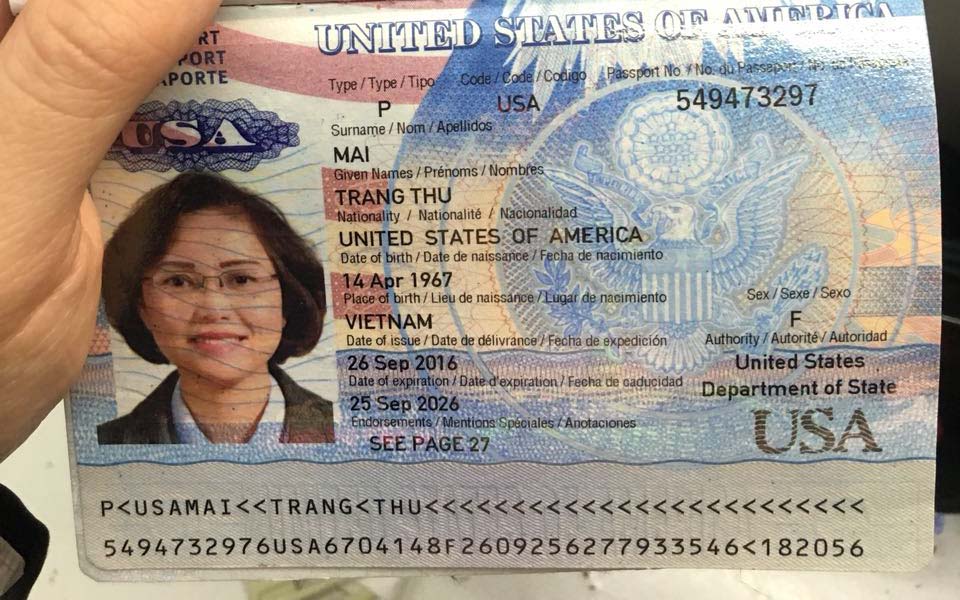 UNITED STATES OF AMERICA
RT
PORT
APORTE
USA
Type / Type / Tipo Code / Code / Codigo Passport No. / No. du Passeport / No. de Pasaporte
P USA 549473297
Surname / Nom / Apellidos
MAI
Given Names / Prénoms / Nombres
TRANG THU
Nationality / Nationalité / Nacionalidad
UNITED STATES OF AMERICA
Date of birth / Date de naissance / Fecha de nacimiento
14 Apr 1967
Place of birth / Lieu de naissance / Lugar de nacimiento Sex / Sexe / Sexo
VIETNAM F
Date of issue / Date de délivrance / Fecha de expedición Authority / Autorité / Autoridad
26 Sep 2016 United States
Date of expiration / Date d'expiration / Fecha de caducidad Department of State
25 Sep 2026
Endorsements / Mentions Spéciales / Anotaciones
SEE PAGE 27
USA
P<USAMAI<<TRANG<THU<<<<<<<<<<<<<<<<<<<<<<<<<
5494732976USA6704148F2609256277933546<182056